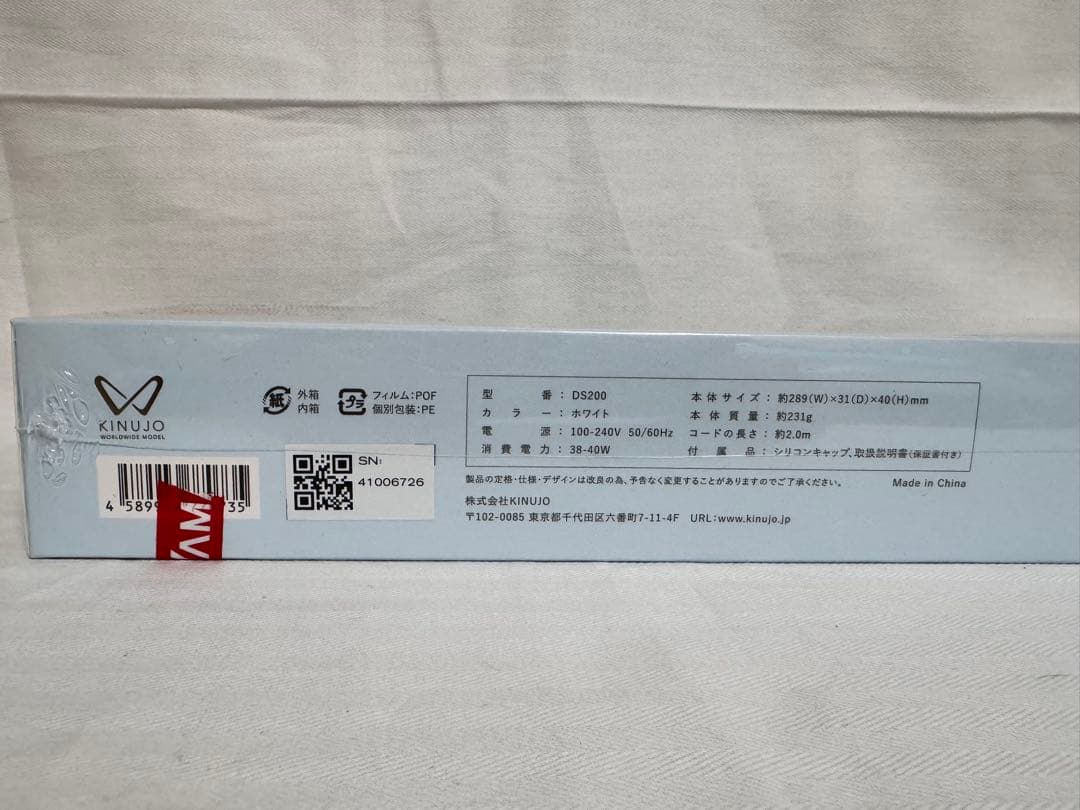 KINUJO
WORLDWIDE MODEL
紙
外箱
内箱
プラ
フィルム:POF
個別包装:PE
型番:DS200
カラー:ホワイト
電源:100-240V 50/60Hz
消費電力:38-40W
本体サイズ:約289(W)×31(D)×40(H)mm
本体質量:約231g
コードの長さ:約2.0m
付属品:シリコンキャップ、取扱説明書(保証書付き)
製品の定格・仕様・デザインは改良の為、予告なく変更することがありますのでご了承ください。
Made in China
株式会社KINUJO
〒102-0085 東京都千代田区六番町7-11-4F URL:www.kinujo.jp
SN:
41006726